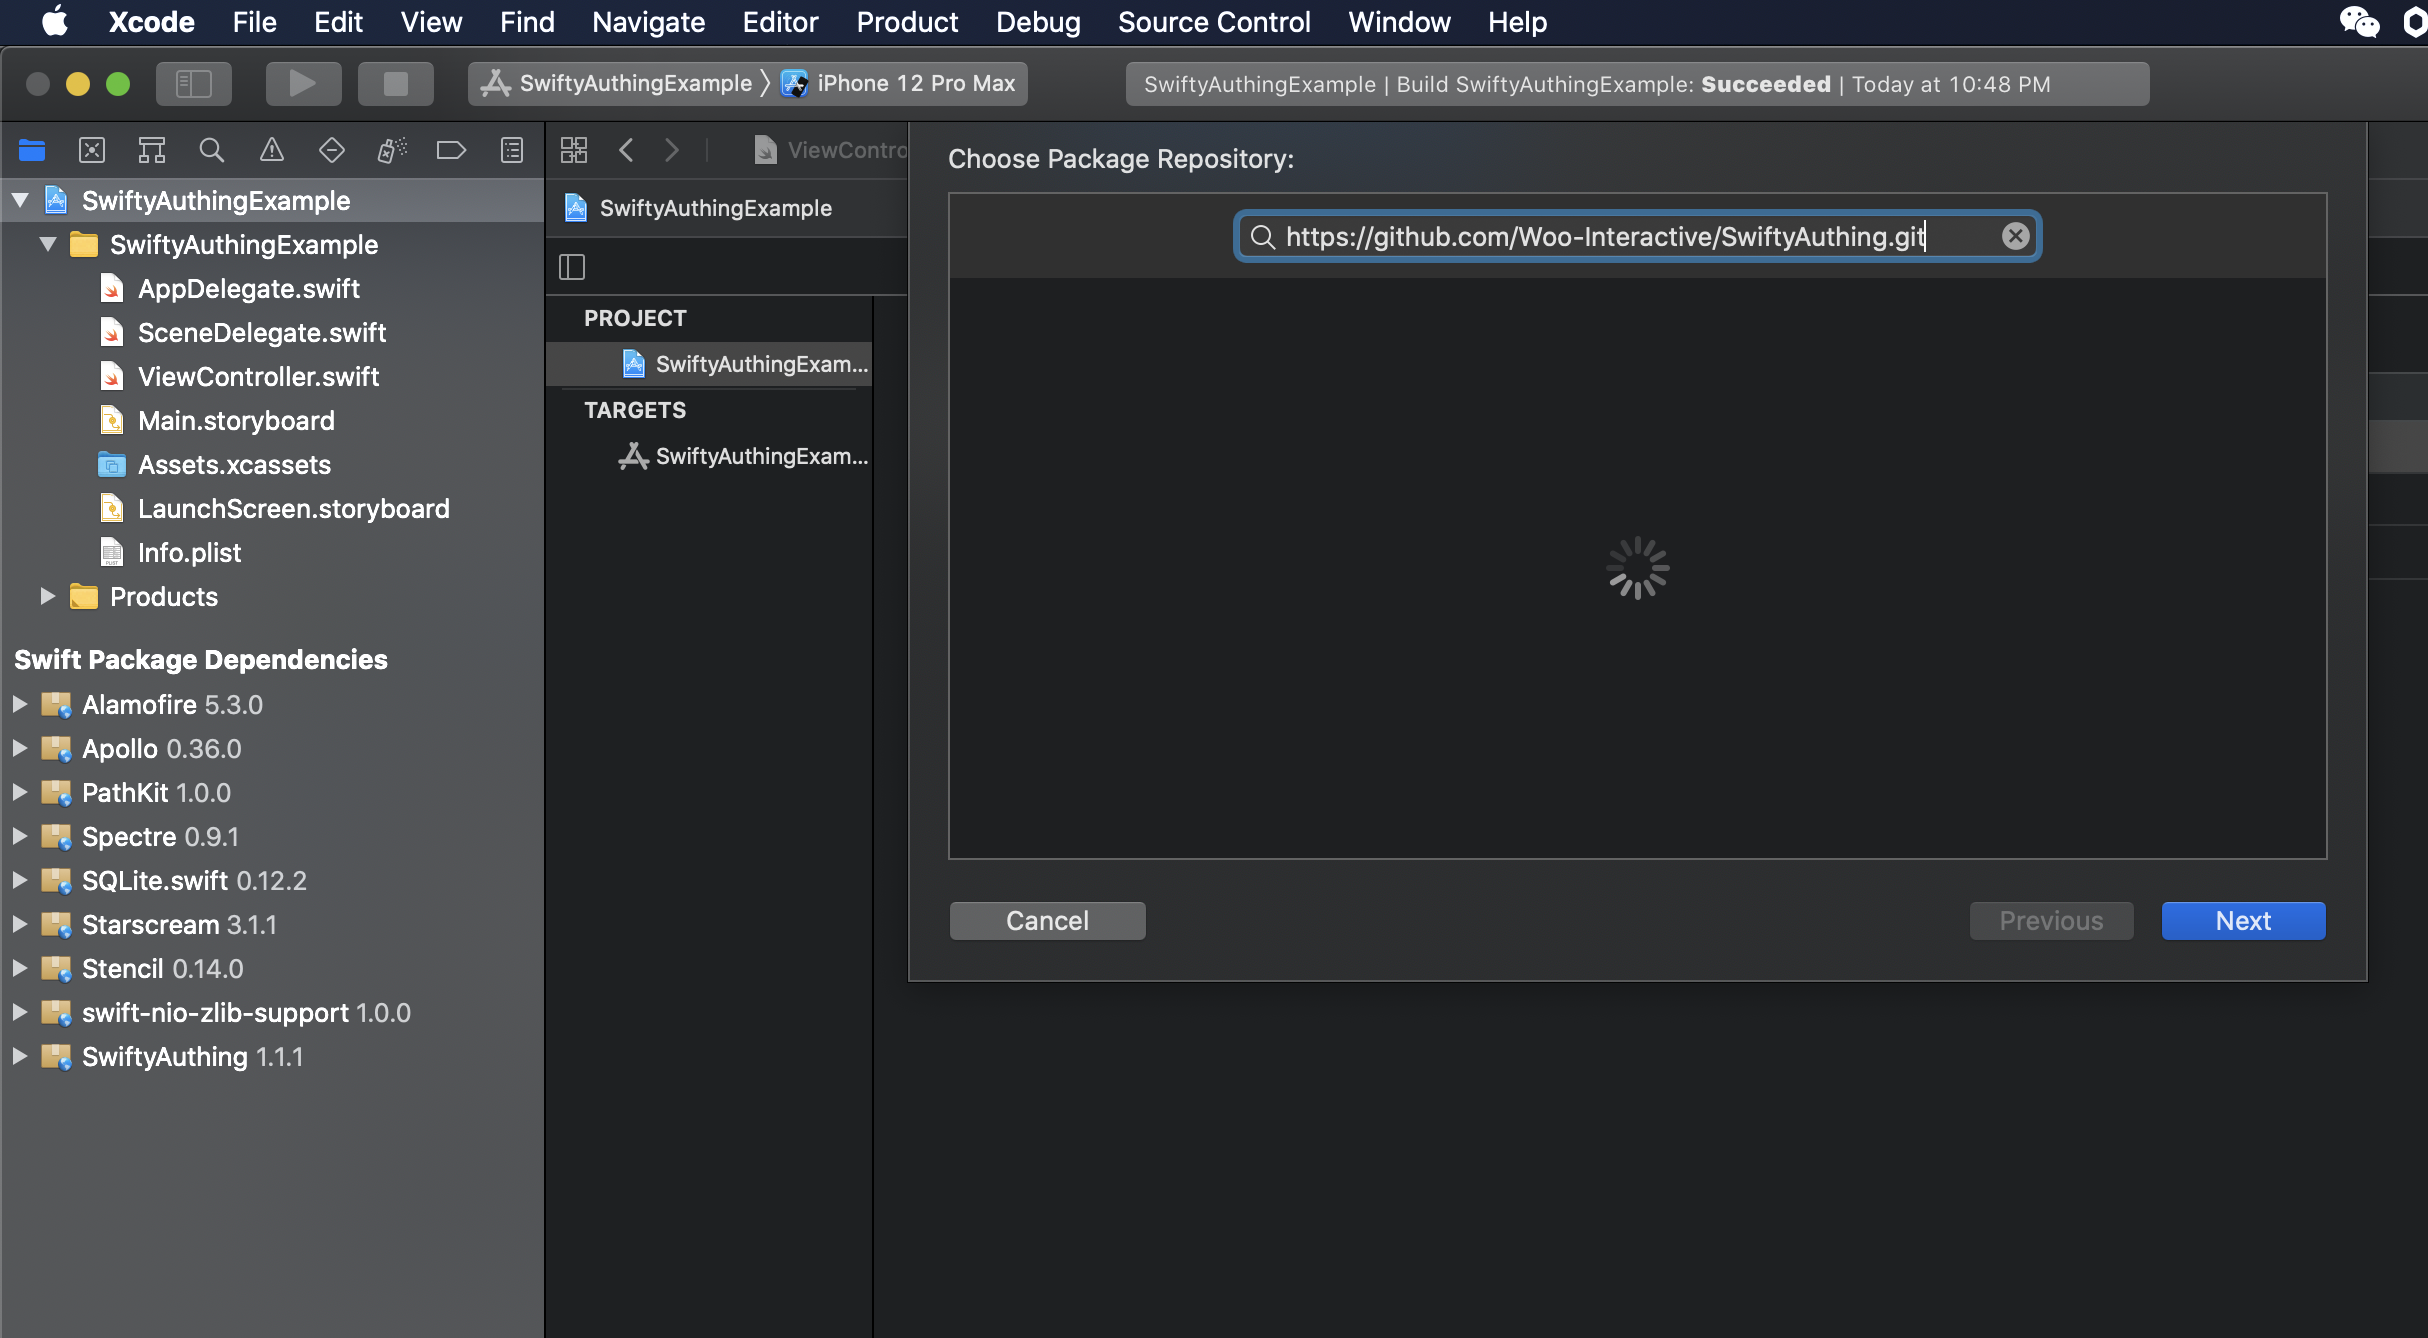 Xcode File Edit View Find Navigate Editor Product Debug Source Control Window Help
SwiftyAuthingExample iPhone 12 Pro Max
SwiftyAuthingExample | Build SwiftyAuthingExample: Succeeded | Today at 10:48 PM
SwiftyAuthingExample
SwiftyAuthingExample
AppDelegate.swift
SceneDelegate.swift
ViewController.swift
Main.storyboard
Assets.xcassets
LaunchScreen.storyboard
Info.plist
Products
Swift Package Dependencies
Alamofire 5.3.0
Apollo 0.36.0
PathKit 1.0.0
Spectre 0.9.1
SQLite.swift 0.12.2
Starscream 3.1.1
Stencil 0.14.0
swift-nio-zlib-support 1.0.0
SwiftyAuthing 1.1.1
ViewContro
SwiftyAuthingExample
PROJECT
SwiftyAuthingExam...
TARGETS
SwiftyAuthingExam...
Choose Package Repository:
https://github.com/Woo-Interactive/SwiftyAuthing.git
Cancel
Previous
Next